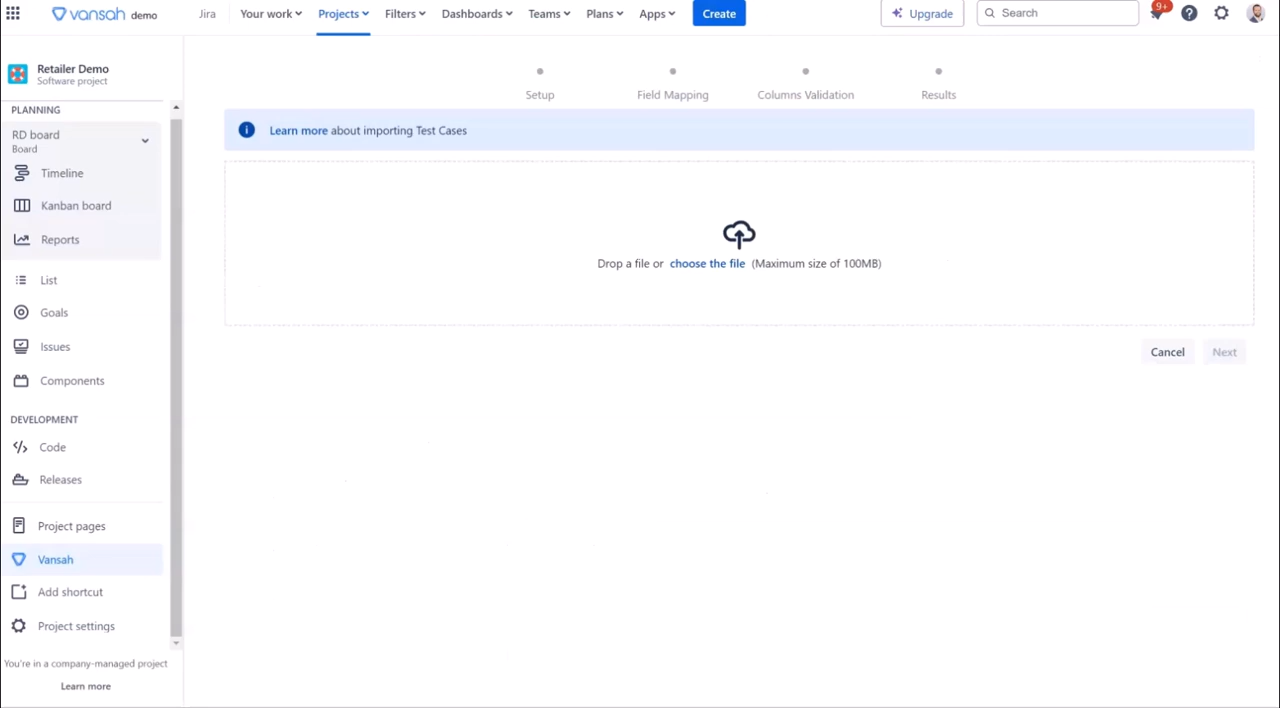 vansah demo
Jira
Your work
Projects
Filters
Dashboards
Teams
Plans
Apps
Create
Upgrade
Search
9+
Retailer Demo
Software project
PLANNING
RD board
Board
Timeline
Kanban board
Reports
List
Goals
Issues
Components
DEVELOPMENT
Code
Releases
Project pages
Vansah
Add shortcut
Project settings
You're in a company-managed project
Learn more
Setup
Field Mapping
Columns Validation
Results
Learn more about importing Test Cases
Drop a file or choose the file (Maximum size of 100MB)
Cancel
Next